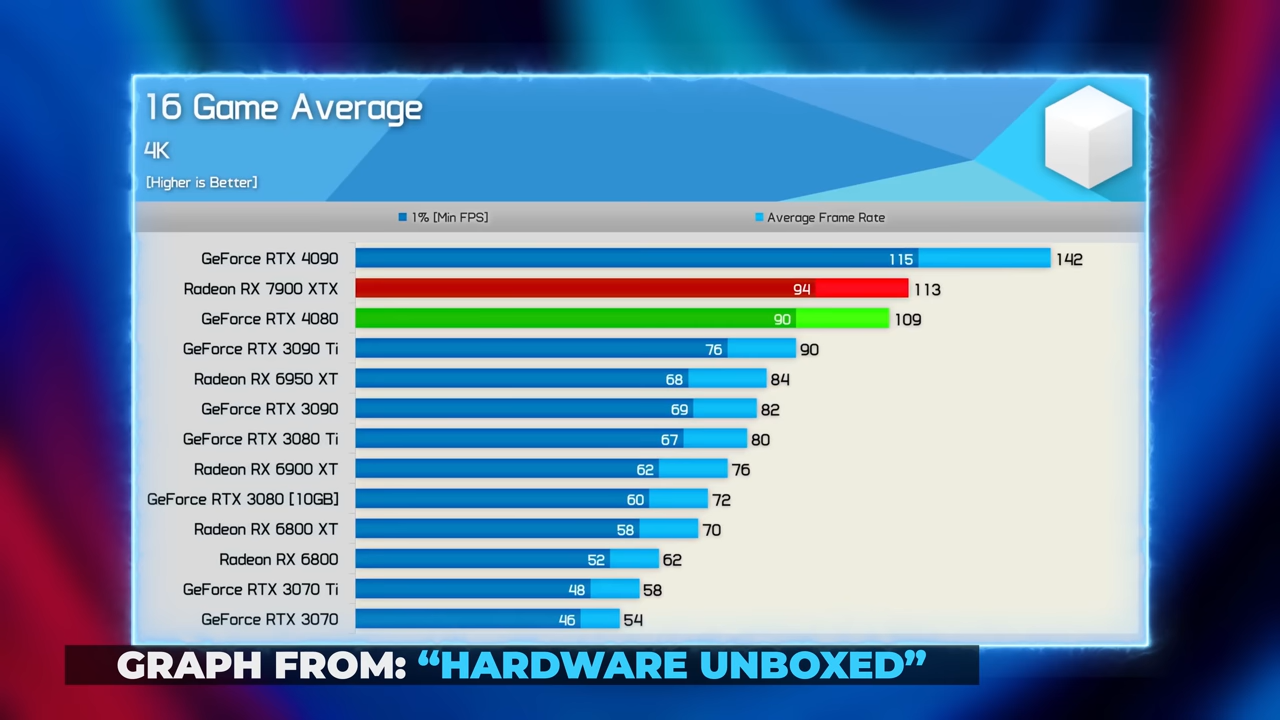 16 Game Average
4K
[Higher is Better]
1% [Min FPS] Average Frame Rate
GeForce RTX 4090 115 142
Radeon RX 7900 XTX 94 113
GeForce RTX 4080 90 109
GeForce RTX 3090 Ti 76 90
Radeon RX 6950 XT 68 84
GeForce RTX 3090 69 82
GeForce RTX 3080 Ti 67 80
Radeon RX 6900 XT 62 76
GeForce RTX 3080 [10GB] 60 72
Radeon RX 6800 XT 58 70
Radeon RX 6800 52 62
GeForce RTX 3070 Ti 48 58
GeForce RTX 3070 46 54
GRAPH FROM: “HARDWARE UNBOXED”